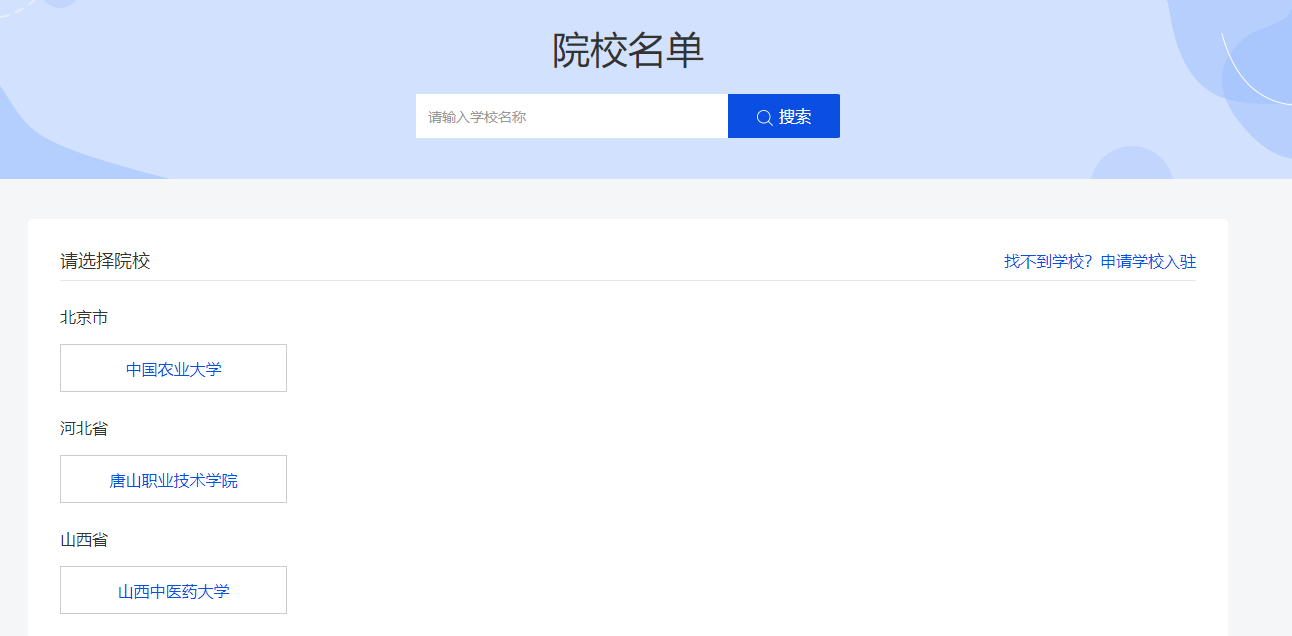 院校名单
请输入学校名称
搜索
请选择院校
找不到学校？申请学校入驻
北京市
中国农业大学
河北省
唐山职业技术学院
山西省
山西中医药大学